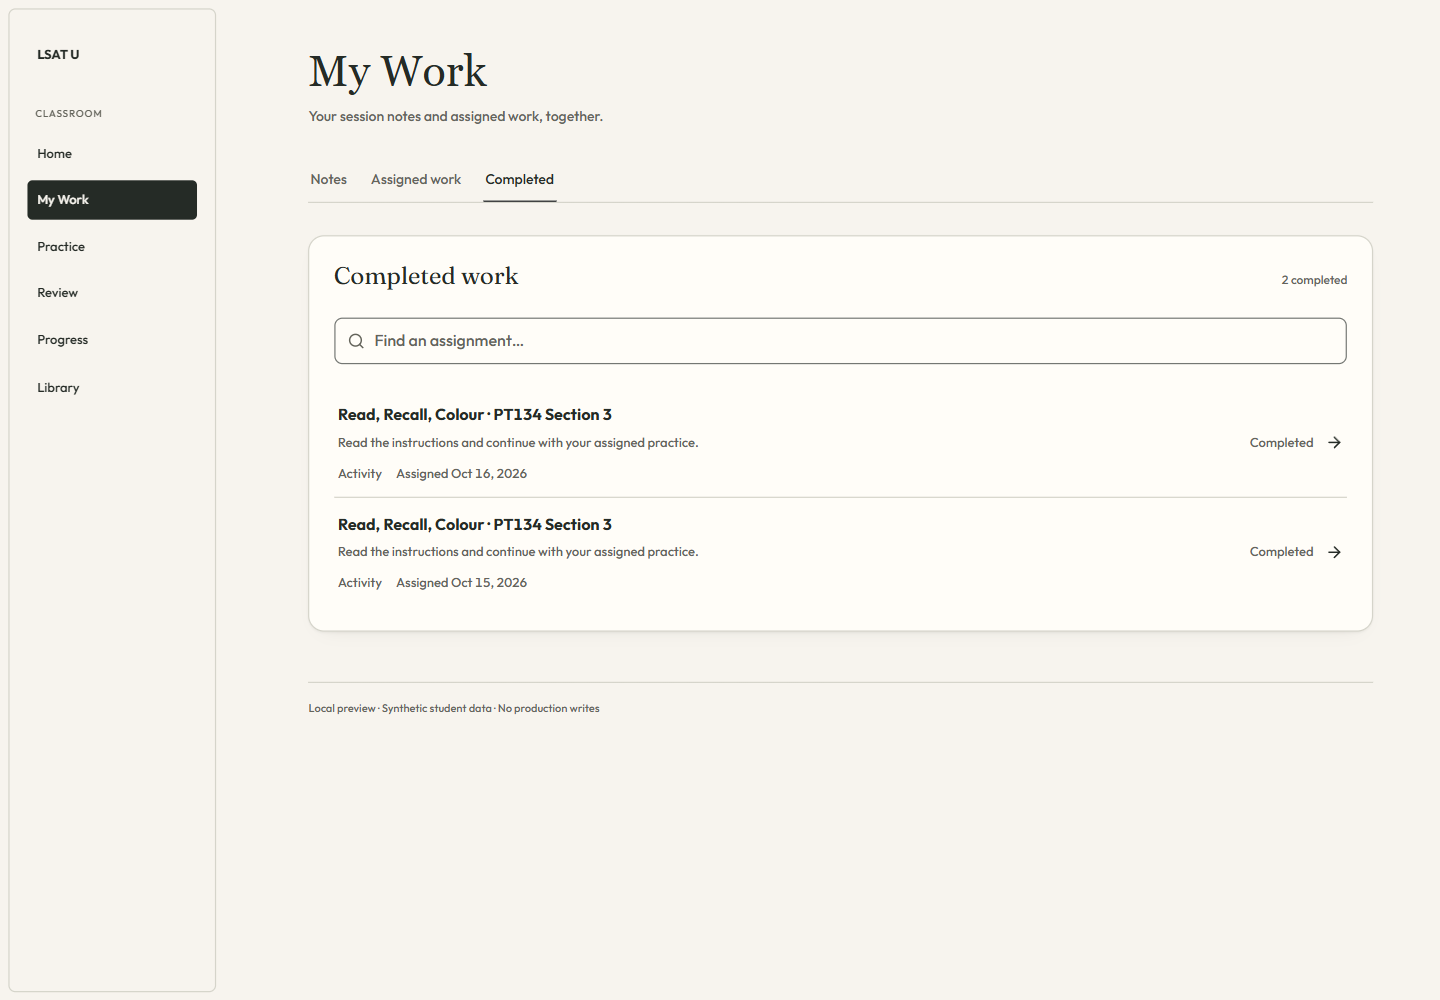 LSAT U
CLASSROOM
Home
My Work
Practice
Review
Progress
Library
My Work
Your session notes and assigned work, together.
Notes Assigned work Completed
Completed work
2 completed
Find an assignment...
Read, Recall, Colour · PT134 Section 3
Read the instructions and continue with your assigned practice.
Completed
Activity Assigned Oct 16, 2026
Read, Recall, Colour · PT134 Section 3
Read the instructions and continue with your assigned practice.
Completed
Activity Assigned Oct 15, 2026
Local preview · Synthetic student data · No production writes